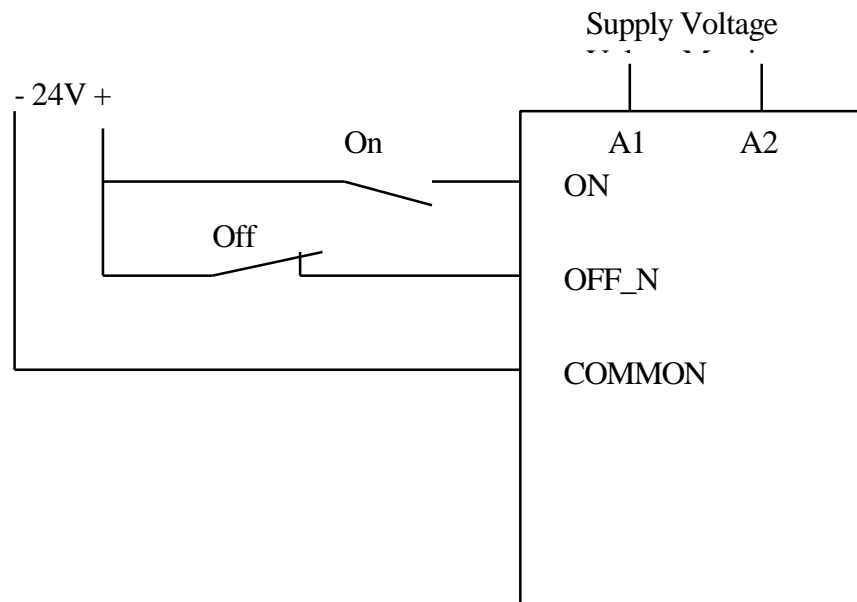 Supply Voltage
- 24V +
On
A1 A2
ON
Off
OFF_N
COMMON